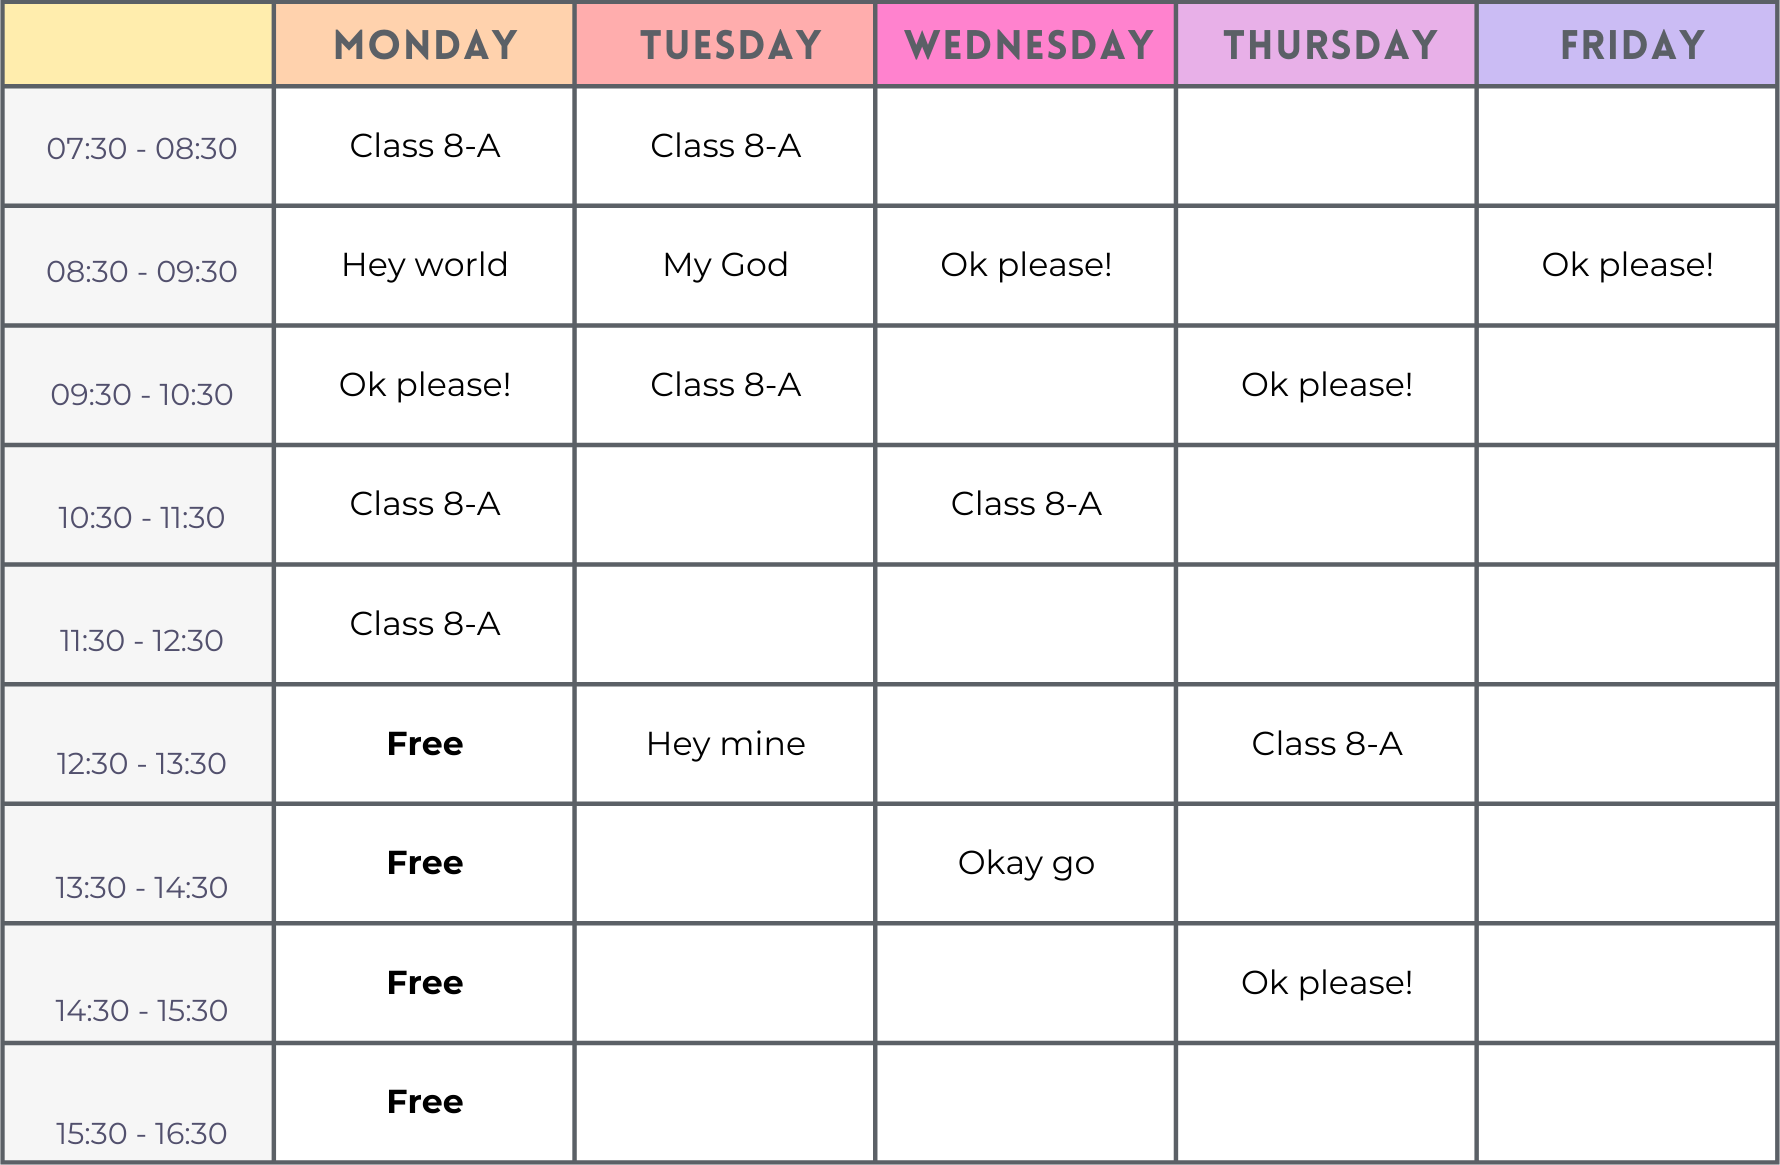 MONDAY TUESDAY WEDNESDAY THURSDAY FRIDAY
07:30 - 08:30 Class 8-A Class 8-A
08:30 - 09:30 Hey world My God Ok please! Ok please!
09:30 - 10:30 Ok please! Class 8-A Ok please!
10:30 - 11:30 Class 8-A Class 8-A
11:30 - 12:30 Class 8-A
12:30 - 13:30 Free Hey mine Class 8-A
13:30 - 14:30 Free Okay go
14:30 - 15:30 Free Ok please!
15:30 - 16:30 Free